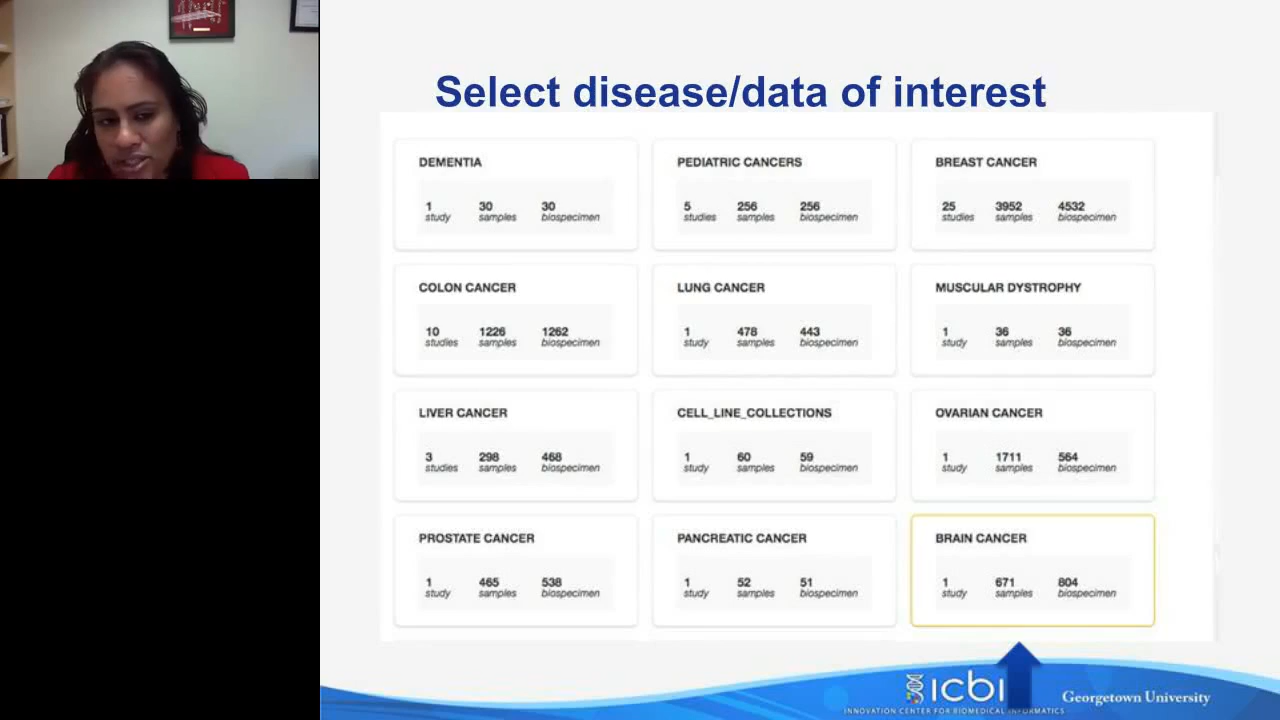 Select disease/data of interest
DEMENTIA
1 30 30
study samples biospecimen
PEDIATRIC CANCERS
5 256 256
studies samples biospecimen
BREAST CANCER
25 3952 4532
studies samples biospecimen
COLON CANCER
10 1226 1262
studies samples biospecimen
LUNG CANCER
1 478 443
study samples biospecimen
MUSCULAR DYSTROPHY
1 36 36
study samples biospecimen
LIVER CANCER
3 298 468
studies samples biospecimen
CELL_LINE_COLLECTIONS
1 60 59
study samples biospecimen
OVARIAN CANCER
1 1711 564
study samples biospecimen
PROSTATE CANCER
1 465 538
study samples biospecimen
PANCREATIC CANCER
1 52 51
study samples biospecimen
BRAIN CANCER
1 671 804
study samples biospecimen
icbi
INNOVATION CENTER FOR BIOMEDICAL INFORMATICS
Georgetown University